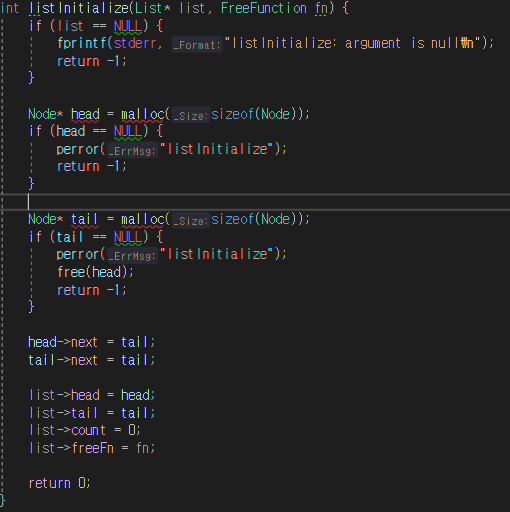 int listInitialize(List* list, FreeFunction fn) {
if (list == NULL) {
fprintf(stderr, _Format:"listInitialize: argument is null₩n");
return -1;
}
Node* head = malloc(_Size:sizeof(Node));
if (head == NULL) {
perror(_ErrMsg:"listInitialize");
return -1;
}
Node* tail = malloc(_Size:sizeof(Node));
if (tail == NULL) {
perror(_ErrMsg:"listInitialize");
free(head);
return -1;
}
head->next = tail;
tail->next = tail;
list->head = head;
list->tail = tail;
list->count = 0;
list->freeFn = fn;
return 0;
}